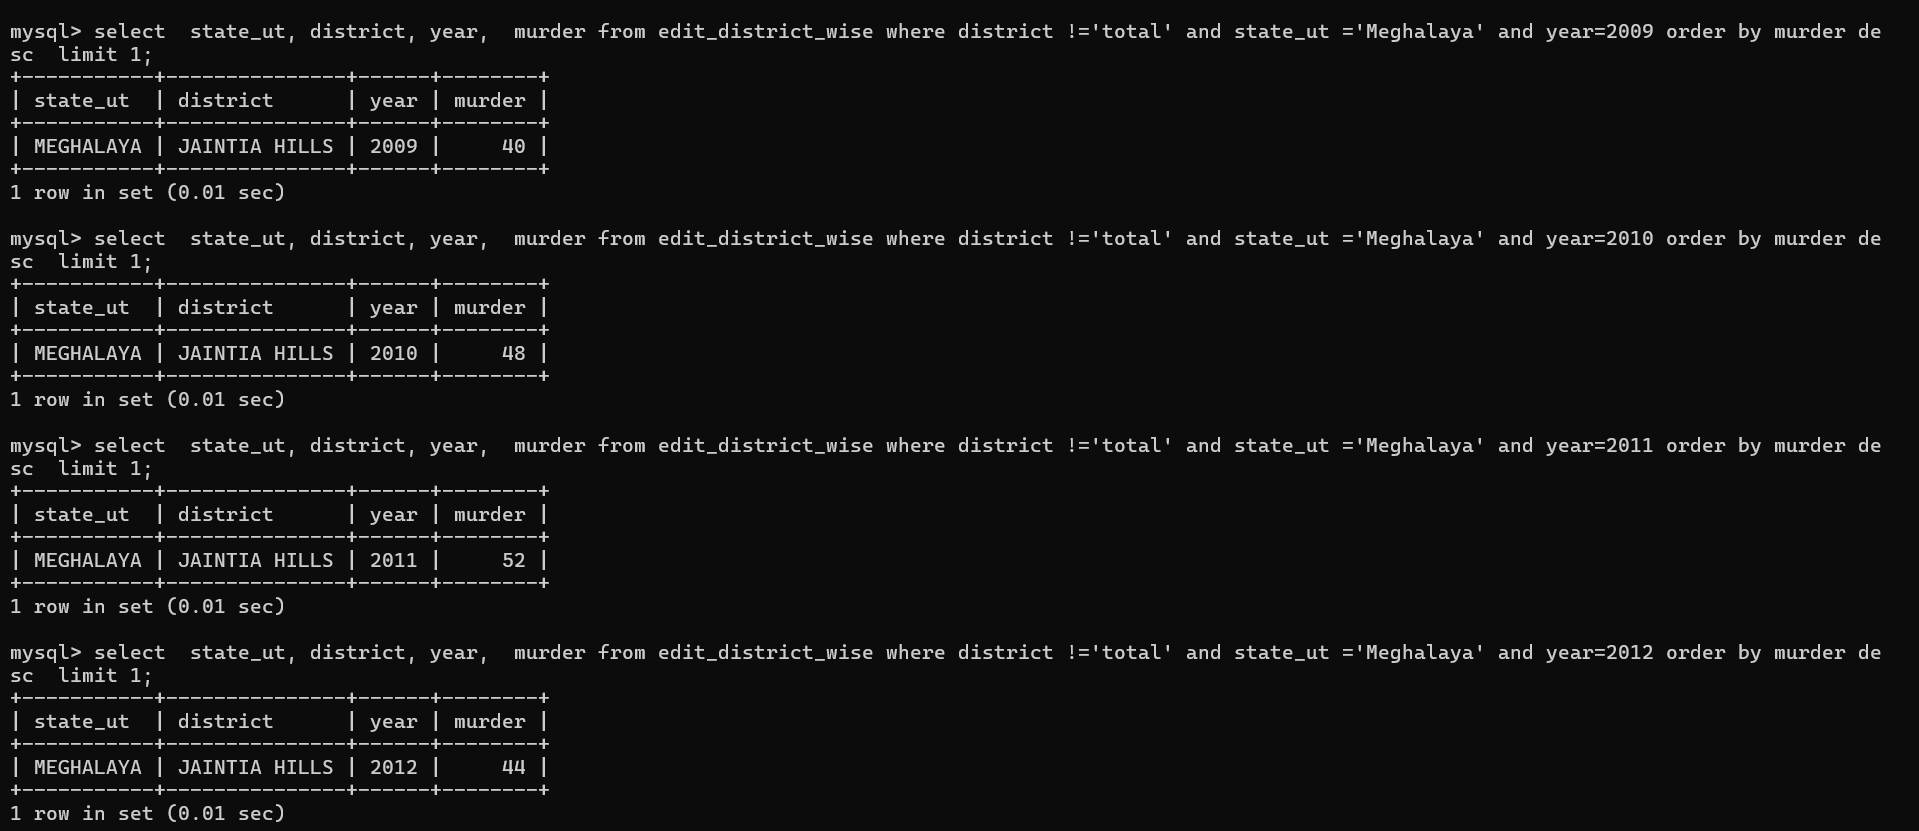 mysql> select  state_ut, district, year,  murder from edit_district_wise where district !='total' and state_ut ='Meghalaya' and year=2009 order by murder de
sc  limit 1;
+-----------+---------------+------+--------+
| state_ut  | district      | year | murder |
+-----------+---------------+------+--------+
| MEGHALAYA | JAINTIA HILLS | 2009 |     40 |
+-----------+---------------+------+--------+
1 row in set (0.01 sec)

mysql> select  state_ut, district, year,  murder from edit_district_wise where district !='total' and state_ut ='Meghalaya' and year=2010 order by murder de
sc  limit 1;
+-----------+---------------+------+--------+
| state_ut  | district      | year | murder |
+-----------+---------------+------+--------+
| MEGHALAYA | JAINTIA HILLS | 2010 |     48 |
+-----------+---------------+------+--------+
1 row in set (0.01 sec)

mysql> select  state_ut, district, year,  murder from edit_district_wise where district !='total' and state_ut ='Meghalaya' and year=2011 order by murder de
sc  limit 1;
+-----------+---------------+------+--------+
| state_ut  | district      | year | murder |
+-----------+---------------+------+--------+
| MEGHALAYA | JAINTIA HILLS | 2011 |     52 |
+-----------+---------------+------+--------+
1 row in set (0.01 sec)

mysql> select  state_ut, district, year,  murder from edit_district_wise where district !='total' and state_ut ='Meghalaya' and year=2012 order by murder de
sc  limit 1;
+-----------+---------------+------+--------+
| state_ut  | district      | year | murder |
+-----------+---------------+------+--------+
| MEGHALAYA | JAINTIA HILLS | 2012 |     44 |
+-----------+---------------+------+--------+
1 row in set (0.01 sec)